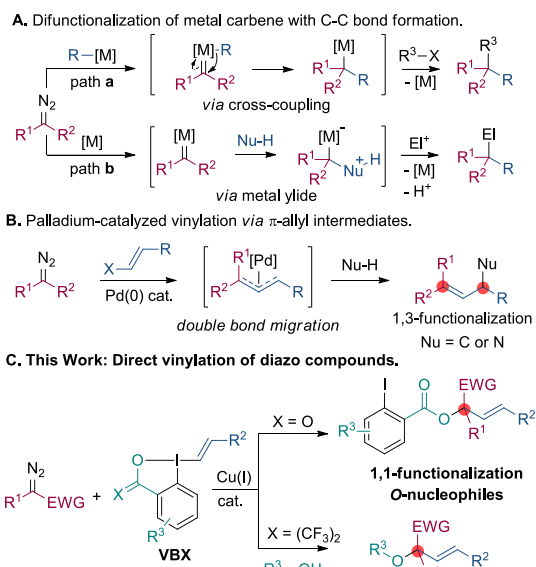 A. Difunctionalization of metal carbene with C-C bond formation.
R—[M]
path a
[M] R
R¹ R²
[M]
R¹ R
R²
R³–X
- [M]
R³
R¹ R
R²
via cross-coupling
N₂
R¹ R²
[M]
path b
[M]
R¹ R²
Nu-H
[M]⁻
R¹ Nu⁺ H
R²
El⁺
- [M]
- H⁺
El
R¹ R
R²
via metal ylide
B. Palladium-catalyzed vinylation via π-allyl intermediates.
N₂
R¹ R²
X R
Pd(0) cat.
R¹ [Pd]
R² R
double bond migration
Nu-H
R¹ Nu
R² R
1,3-functionalization
Nu = C or N
C. This Work: Direct vinylation of diazo compounds.
N₂
R¹ EWG
+
O I R²
X
R³
VBX
Cu(I)
cat.
X = O
I O EWG
R³ O R¹ R²
1,1-functionalization
O-nucleophiles
X = (CF₃)₂
EWG
R³ O R²